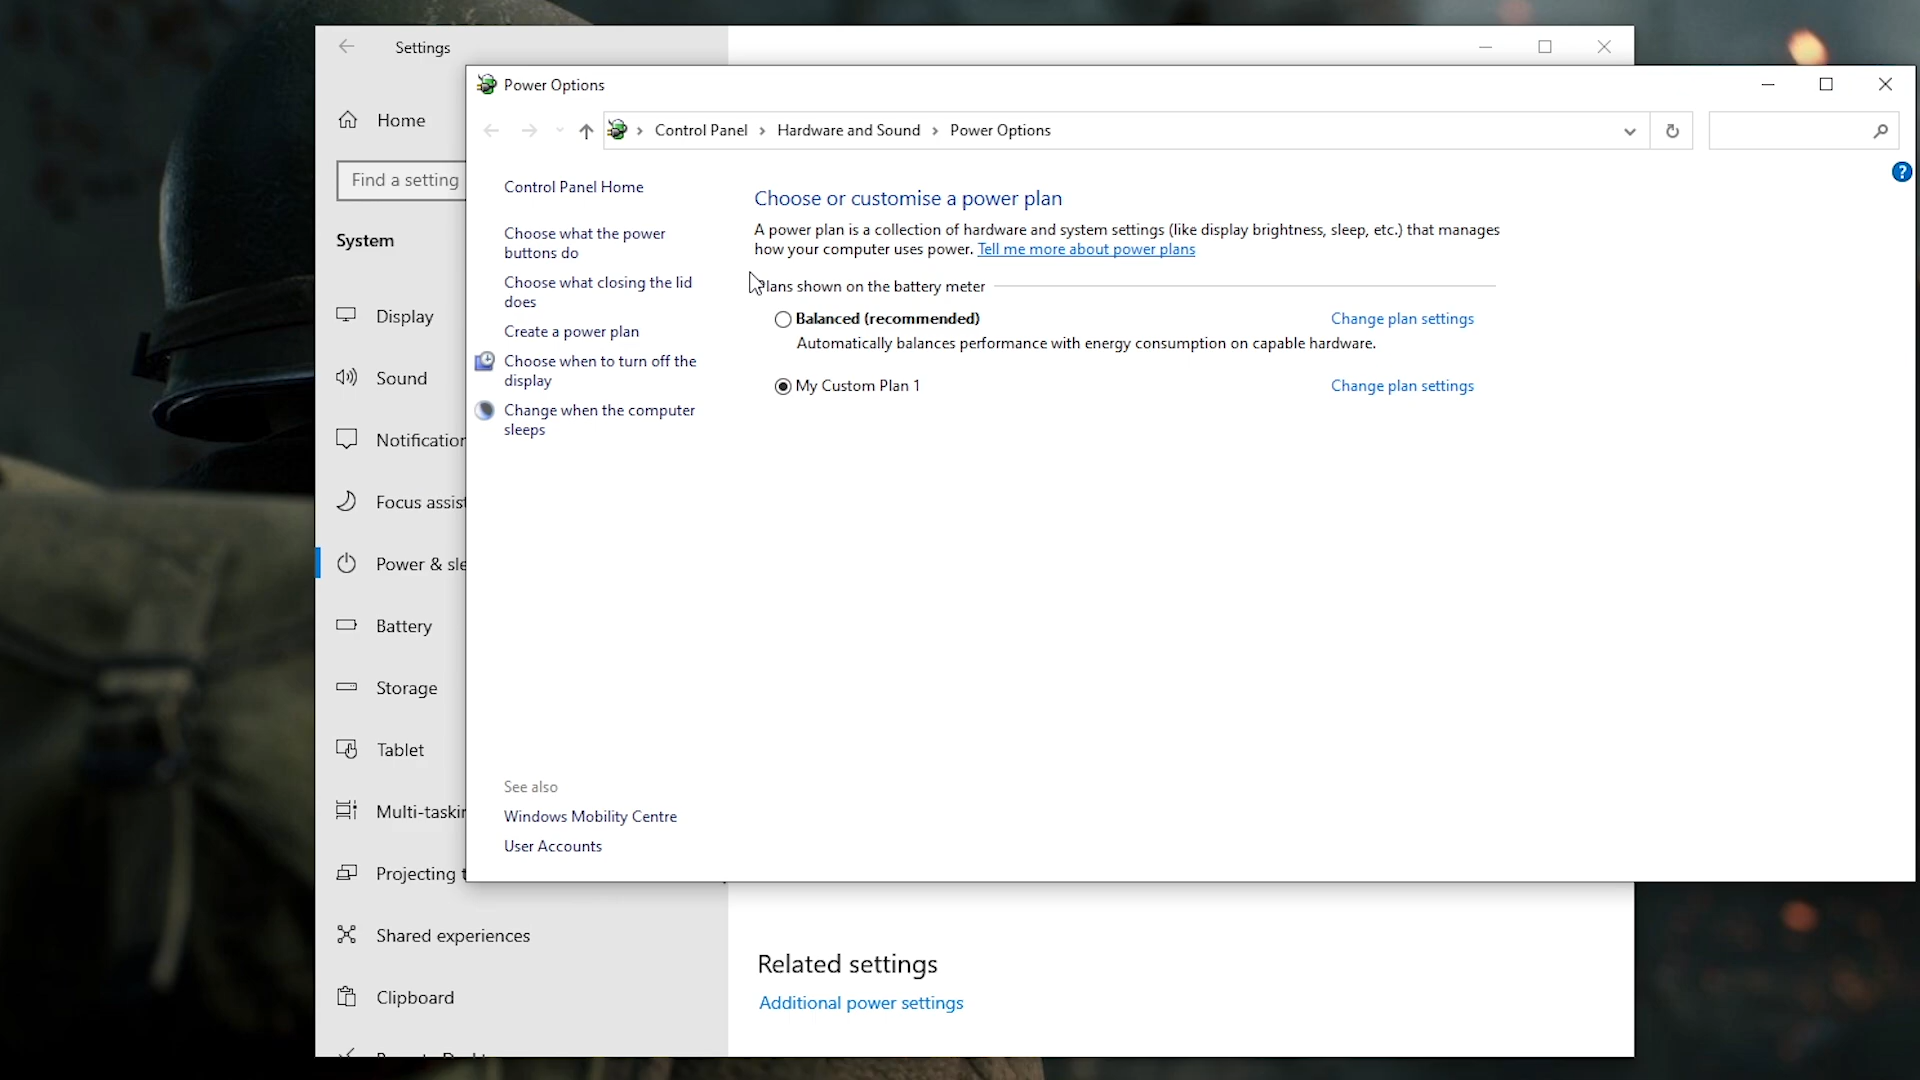 Settings
Home
Find a setting
System
Display
Sound
Focus assist
Power & sle
Battery
Storage
Tablet
Projecting
Shared experiences
Clipboard
Related settings
Additional power settings
Power Options
Control Panel › Hardware and Sound › Power Options
Control Panel Home
Choose what the power
buttons do
Choose what closing the lid
does
Create a power plan
Choose when to turn off the
display
Change when the computer
sleeps
See also
Windows Mobility Centre
User Accounts
?
Choose or customise a power plan
A power plan is a collection of hardware and system settings (like display brightness, sleep, etc.) that manages
how your computer uses power. Tell me more about power plans
Plans shown on the battery meter
Balanced (recommended) Change plan settings
Automatically balances performance with energy consumption on capable hardware.
My Custom Plan 1 Change plan settings